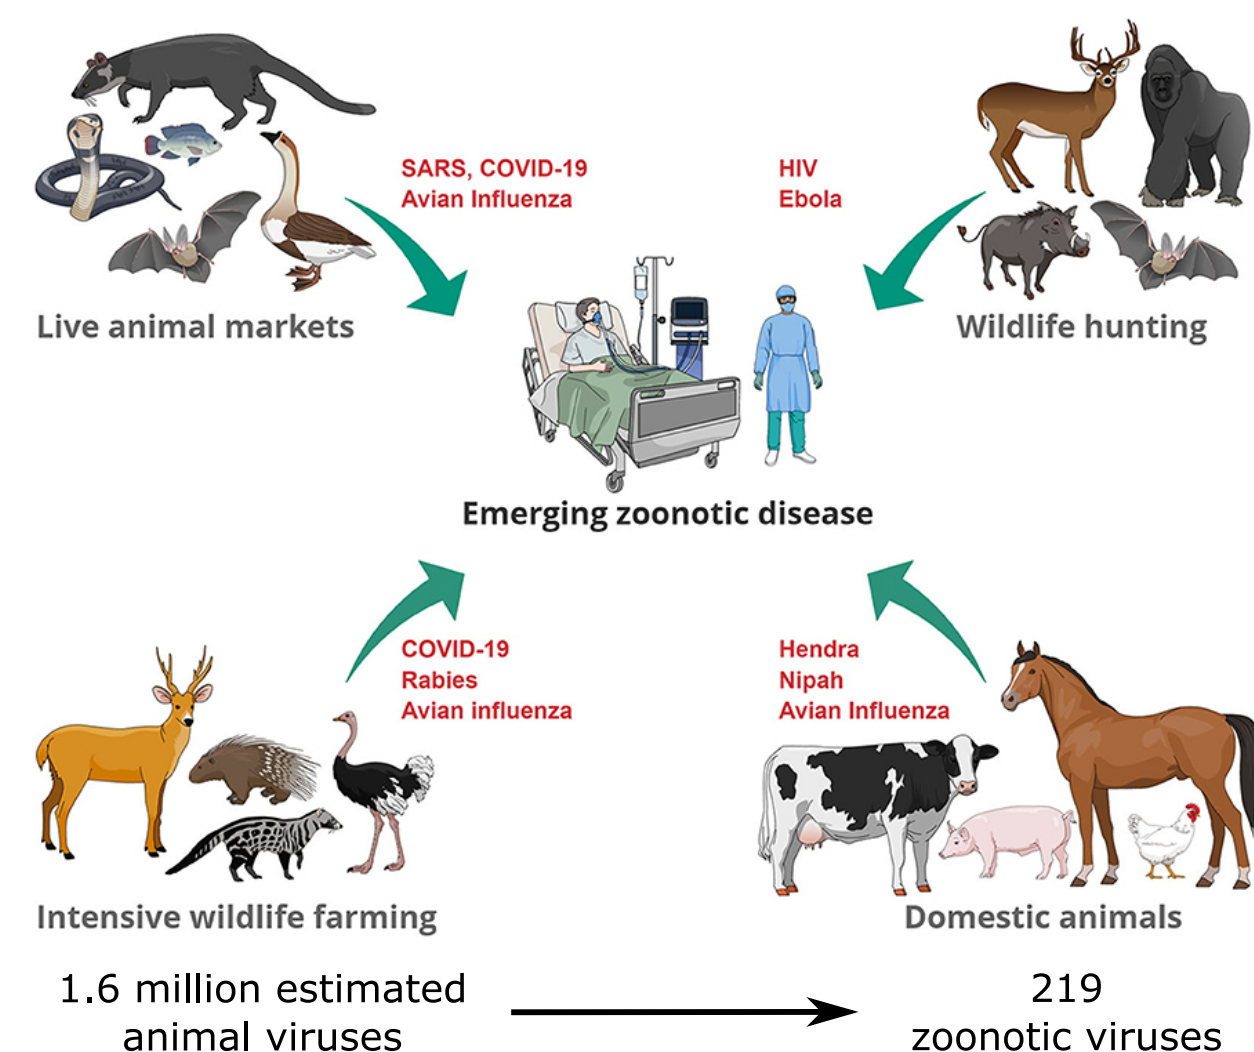 SARS, COVID-19
Avian Influenza
HIV
Ebola
Live animal markets
Wildlife hunting
Emerging zoonotic disease
COVID-19
Rabies
Avian influenza
Hendra
Nipah
Avian Influenza
Intensive wildlife farming
Domestic animals
1.6 million estimated
animal viruses
219
zoonotic viruses